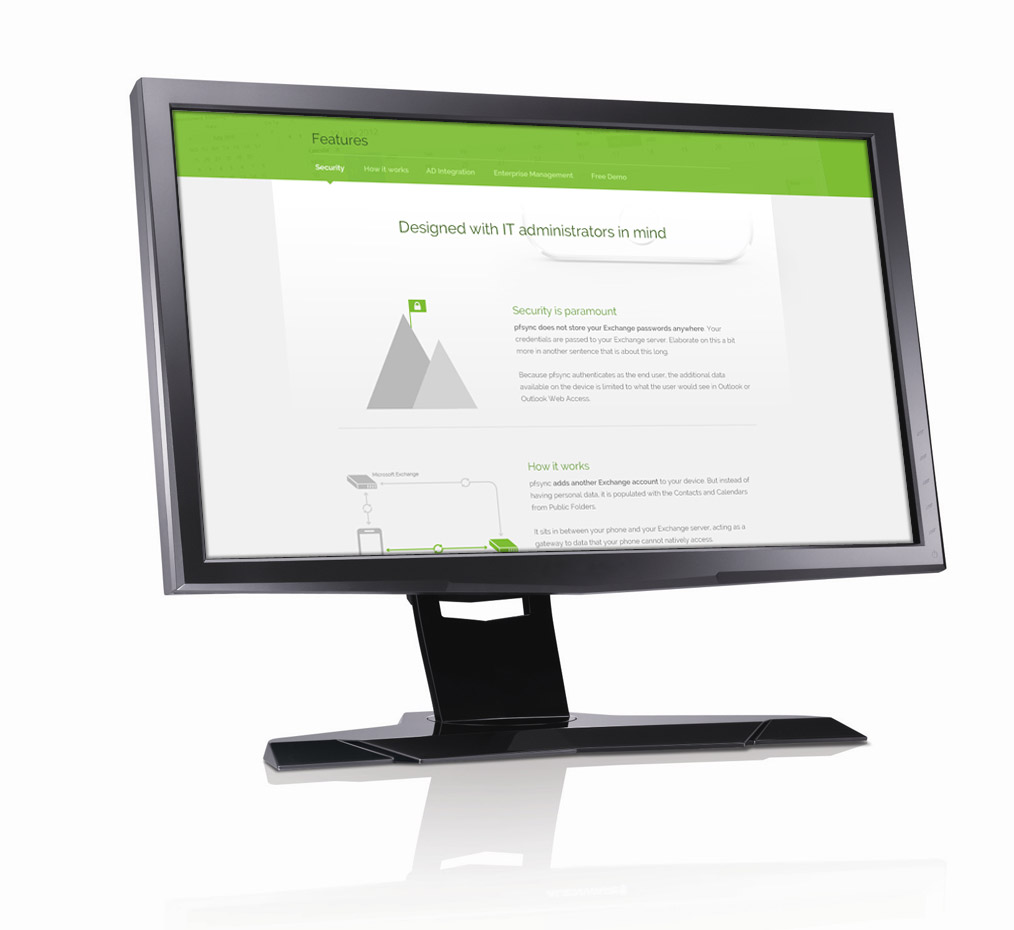 Features
Security How it works AD Integration Enterprise Management Free Demo
Designed with IT administrators in mind
Security is paramount
pfsync does not store your Exchange passwords anywhere. Your
credentials are passed to your Exchange server. Elaborate on this a bit
more in another sentence that is about this long.
Because pfsync authenticates as the end user, the additional data
available on the device is limited to what the user would see in Outlook or
Outlook Web Access.
Microsoft Exchange
How it works
pfsync adds another Exchange account to your device. But instead of
having personal data, it is populated with the Contacts and Calendars
from Public Folders.
It sits in between your phone and your Exchange server, acting as a
gateway to data that your phone cannot natively access.